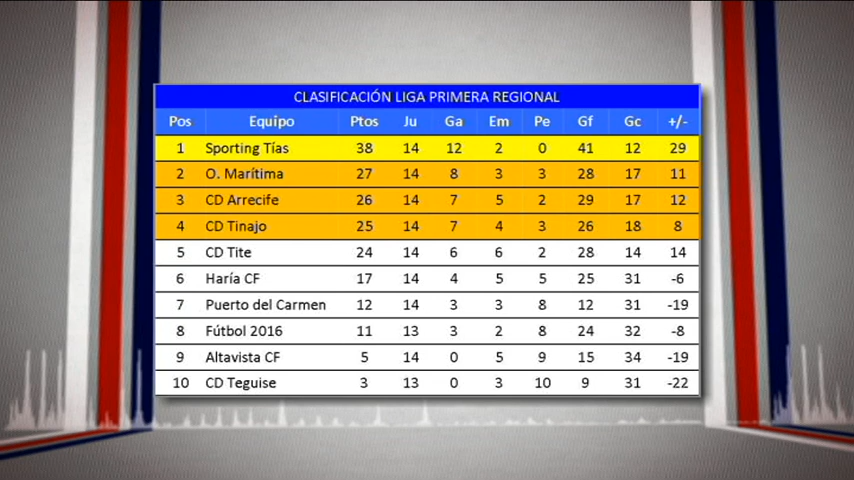 CLASIFICACIÓN LIGA PRIMERA REGIONAL
Pos Equipo Ptos Ju Ga Em Pe Gf Gc +/-
1 Sporting Tías 38 14 12 2 0 41 12 29
2 O. Marítima 27 14 8 3 3 28 17 11
3 CD Arrecife 26 14 7 5 2 29 17 12
4 CD Tinajo 25 14 7 4 3 26 18 8
5 CD Tite 24 14 6 6 2 28 14 14
6 Haría CF 17 14 4 5 5 25 31 -6
7 Puerto del Carmen 12 14 3 3 8 12 31 -19
8 Fútbol 2016 11 13 3 2 8 24 32 -8
9 Altavista CF 5 14 0 5 9 15 34 -19
10 CD Teguise 3 13 0 3 10 9 31 -22